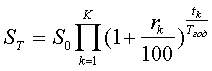 S_T = S_0 \prod_{k=1}^{K} (1 + \frac{r_k}{100})^{\frac{t_k}{T_{год}}}